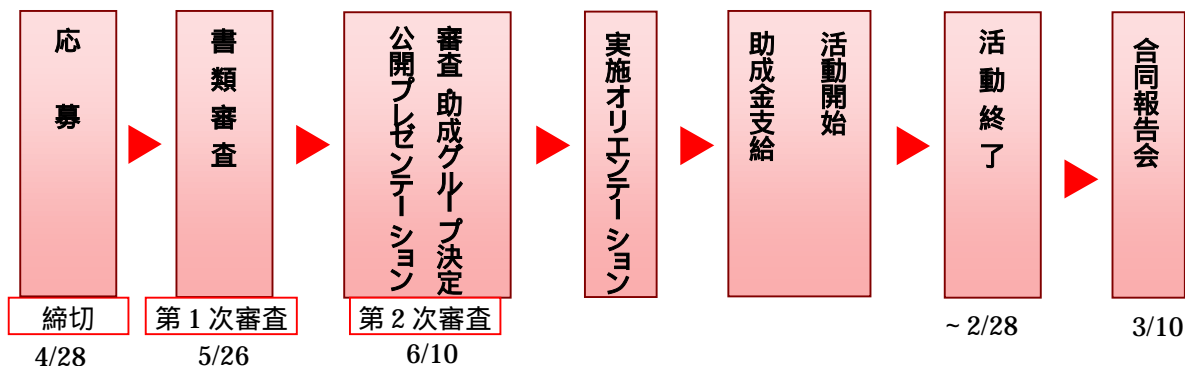 応募
書類審査
審査・助成グループ決定
公開プレゼンテーション
実施オリエンテーション
活動開始
助成金支給
活動終了
合同報告会
締切
第1次審査
第2次審査
4/28
5/26
6/10
~2/28
3/10